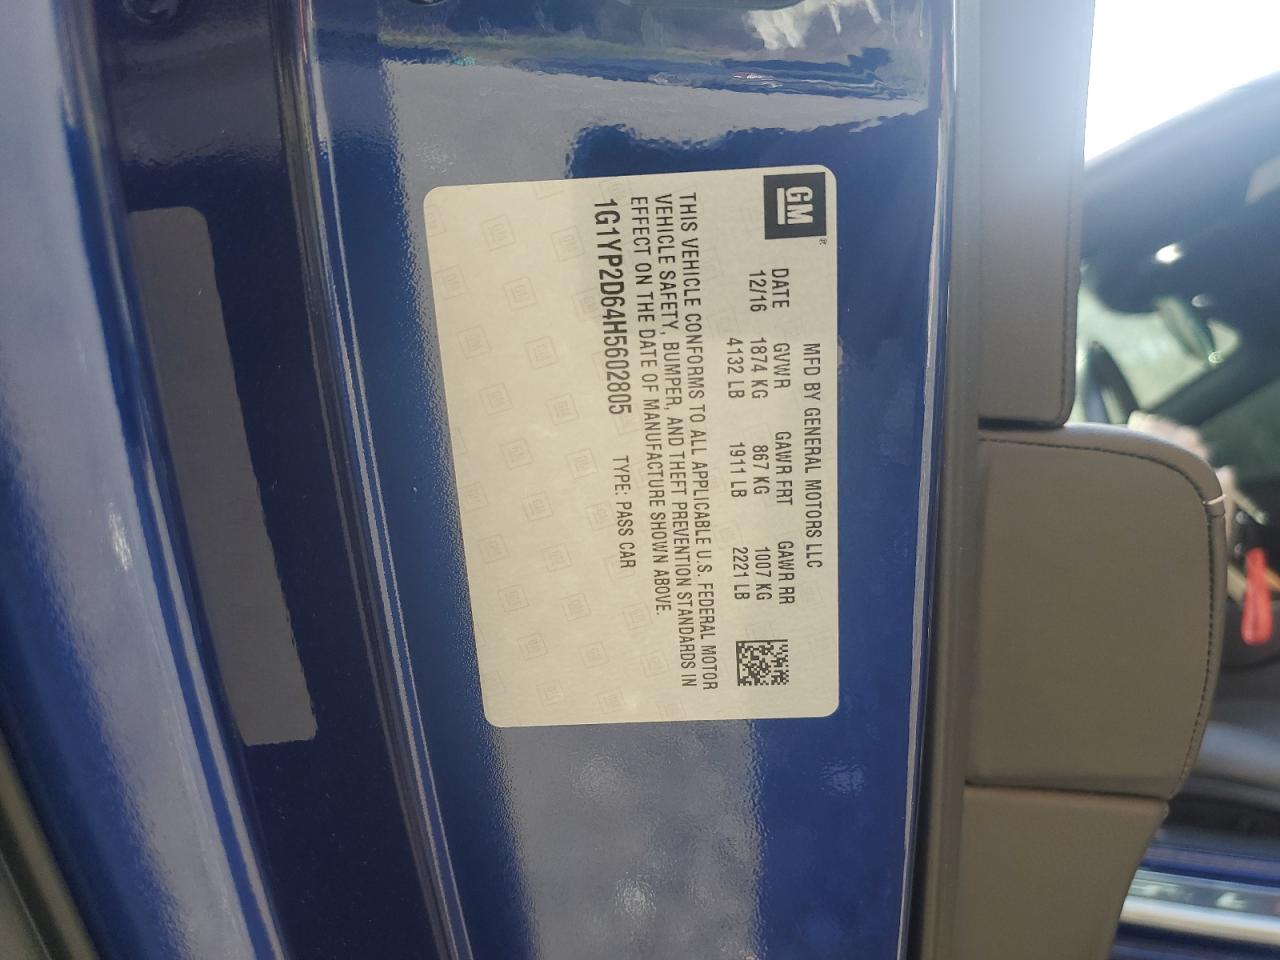 GM®
MFD BY GENERAL MOTORS LLC
DATE GVWR GAWR FRT GAWR RR
12/16 1874 KG 867 KG 1007 KG
4132 LB 1911 LB 2221 LB
THIS VEHICLE CONFORMS TO ALL APPLICABLE U.S. FEDERAL MOTOR
VEHICLE SAFETY, BUMPER, AND THEFT PREVENTION STANDARDS IN
EFFECT ON THE DATE OF MANUFACTURE SHOWN ABOVE.
1G1YP2D64H5602805 TYPE: PASS CAR